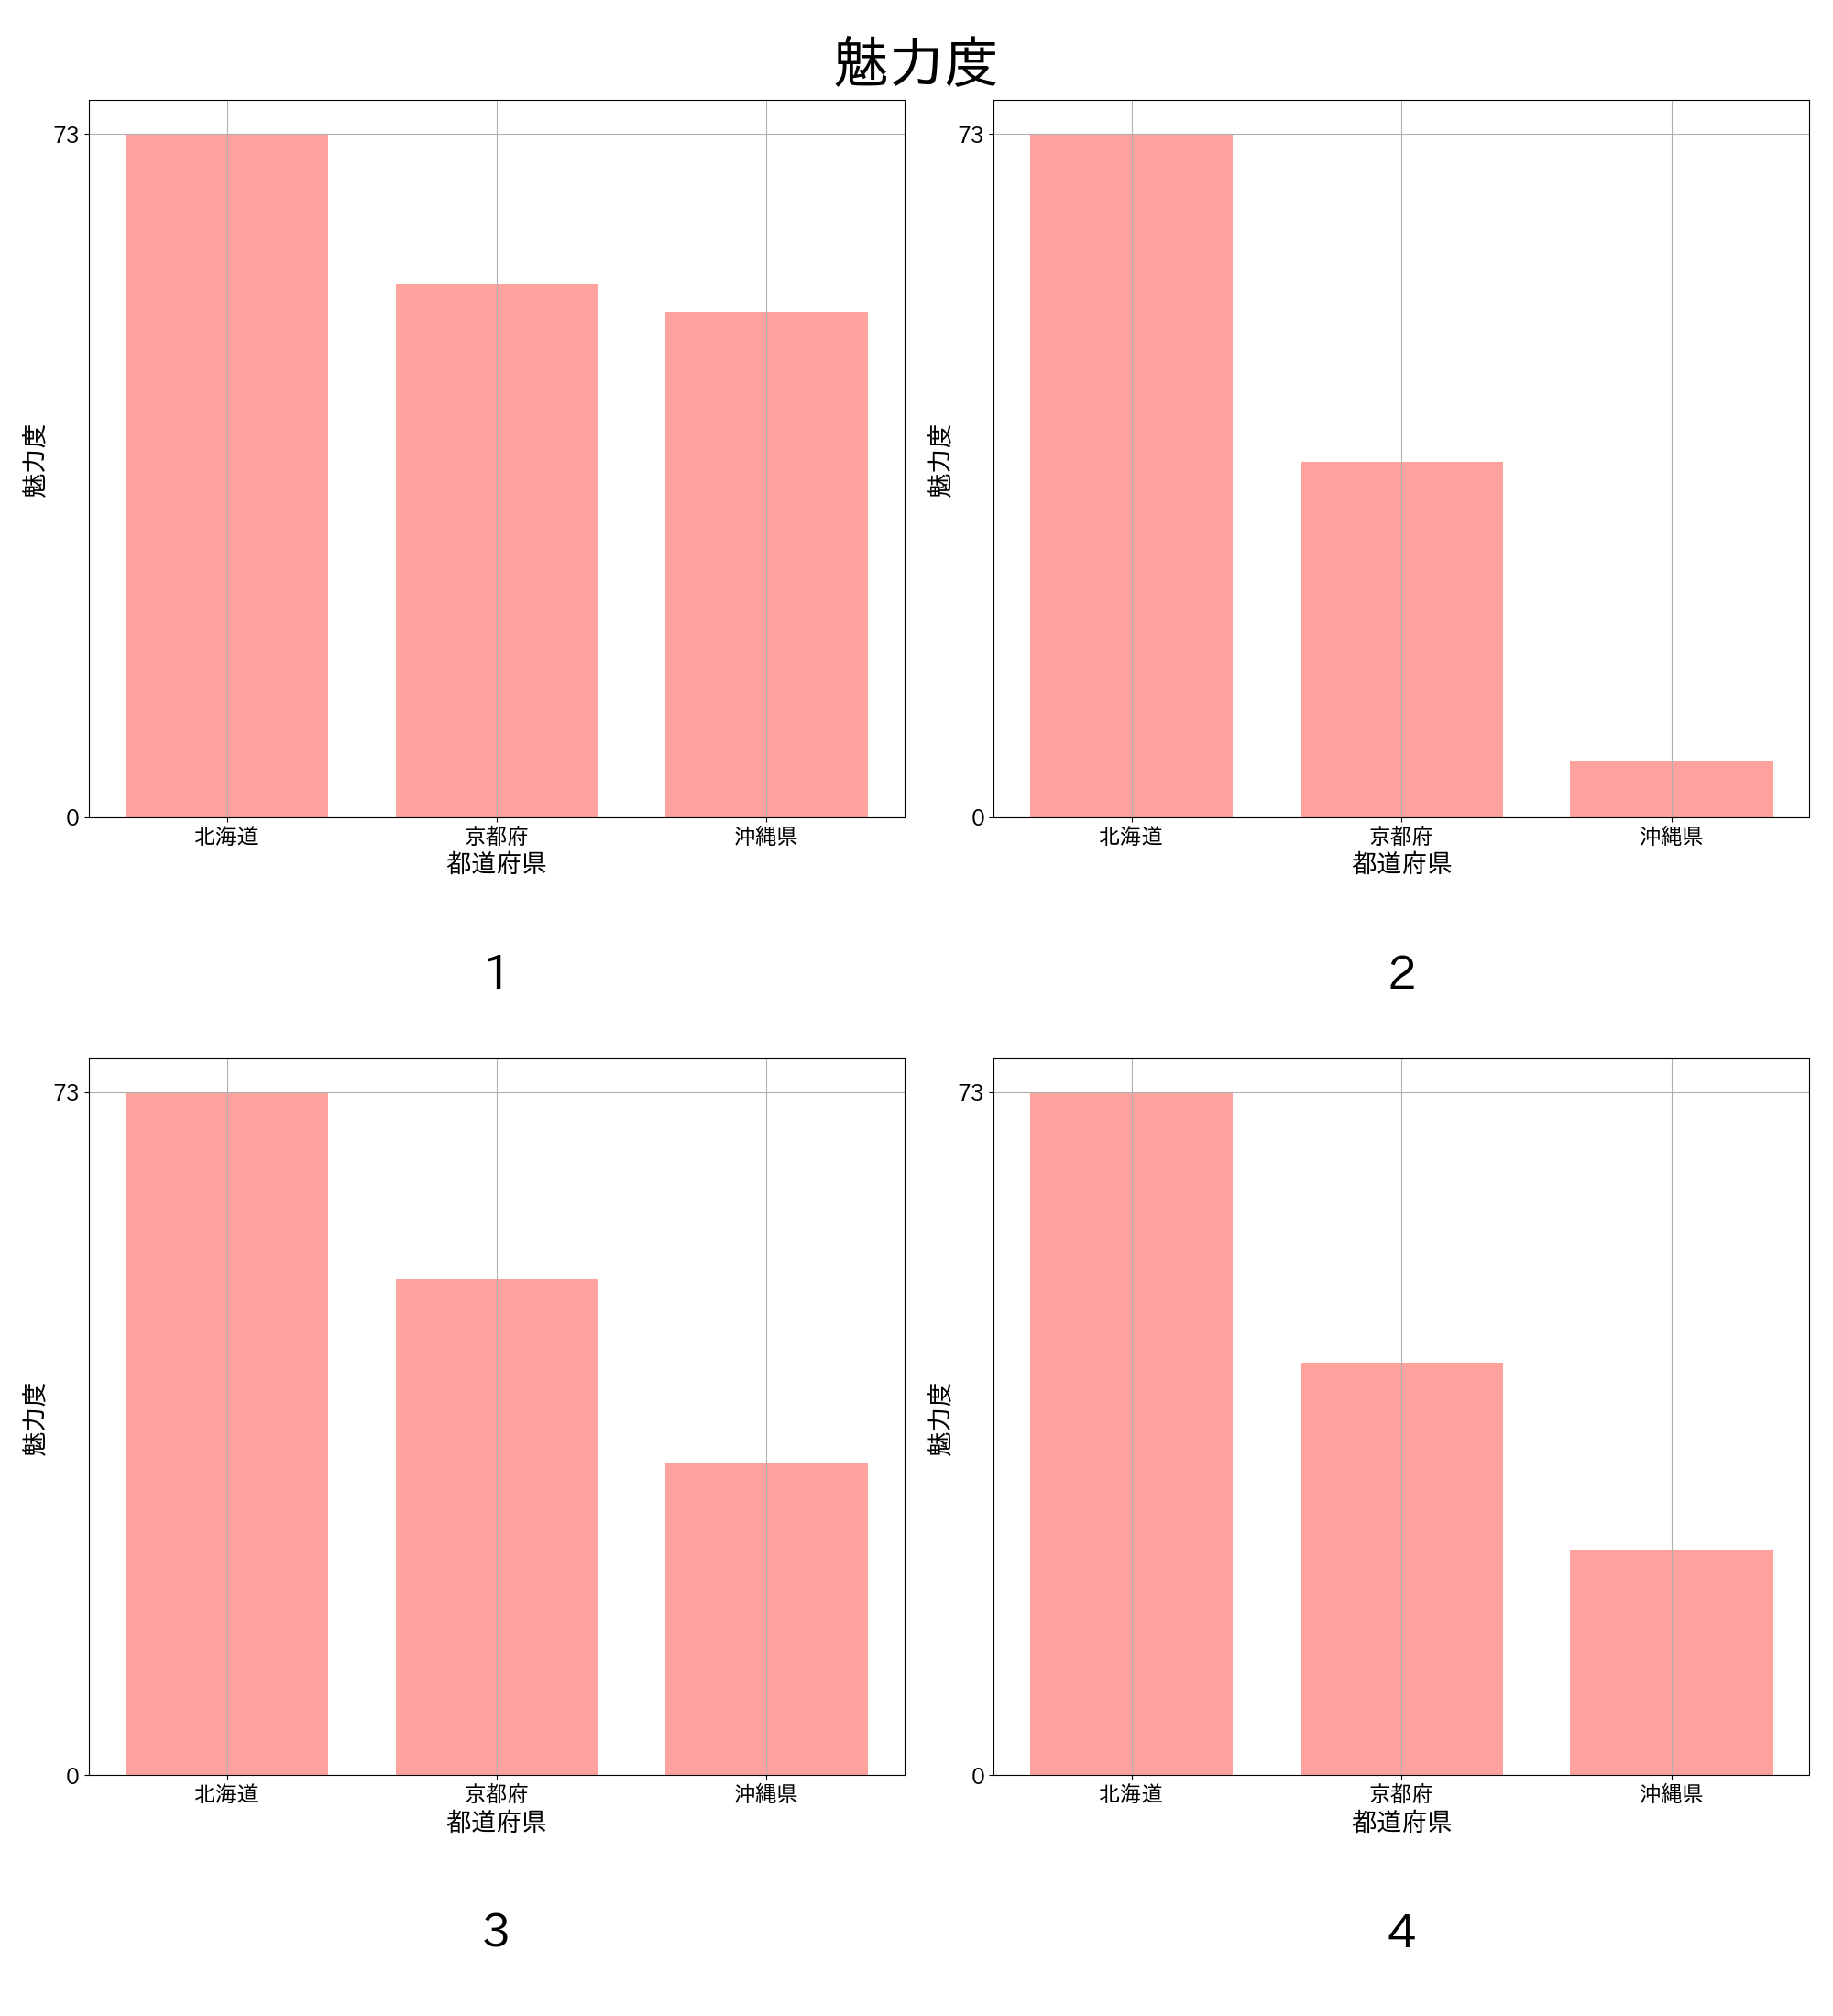 魅力度
73
魅力度
0
北海道 京都府 沖縄県
都道府県
1
73
魅力度
0
北海道 京都府 沖縄県
都道府県
2
73
魅力度
0
北海道 京都府 沖縄県
都道府県
3
73
魅力度
0
北海道 京都府 沖縄県
都道府県
4